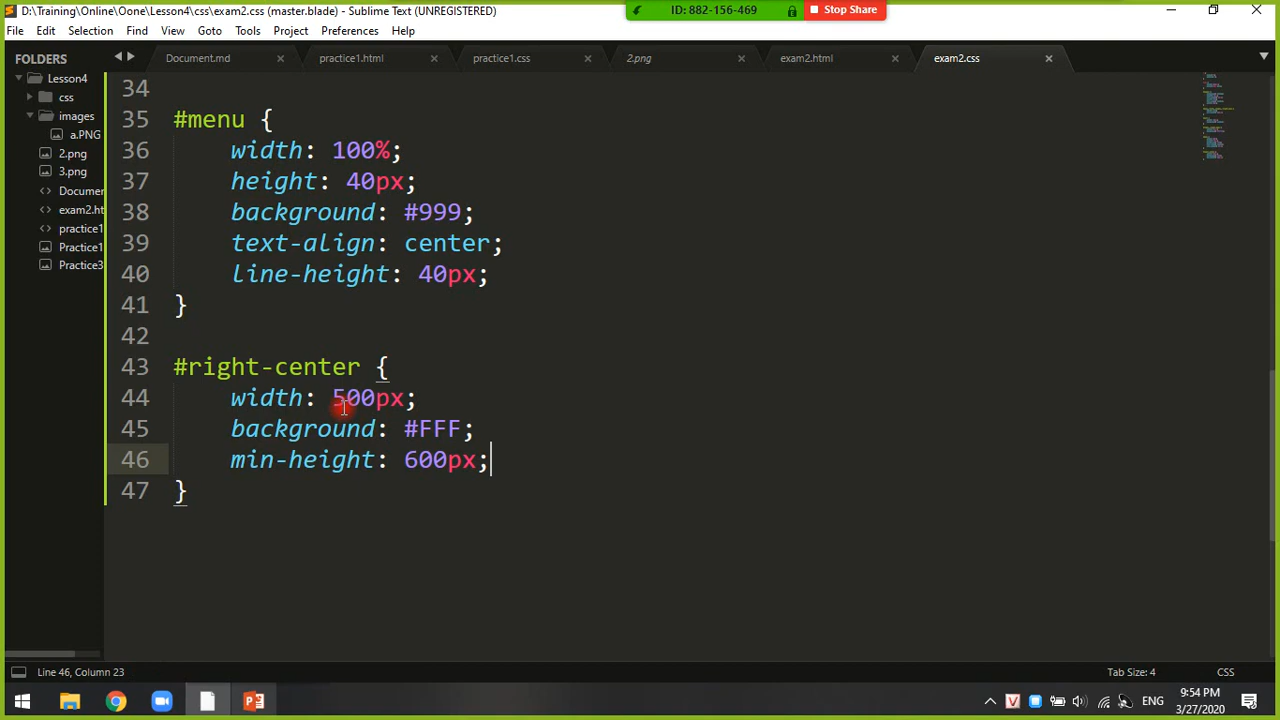 D:\Training\Online\Oone\Lesson4\css\exam2.css (master.blade) - Sublime Text (UNREGISTERED)
ID: 882-156-469
Stop Share
File Edit Selection Find View Goto Tools Project Preferences Help
FOLDERS
Lesson4
css
images
a.PNG
2.png
3.png
Documen
exam2.ht
practice1
Practice1
Practice3
Document.md
practice1.html
practice1.css
2.png
exam2.html
exam2.css
34
35 #menu {
36 width: 100%;
37 height: 40px;
38 background: #999;
39 text-align: center;
40 line-height: 40px;
41 }
42
43 #right-center {
44 width: 500px;
45 background: #FFF;
46 min-height: 600px;
47 }
Line 46, Column 23
Tab Size: 4
CSS
ENG
9:54 PM
3/27/2020